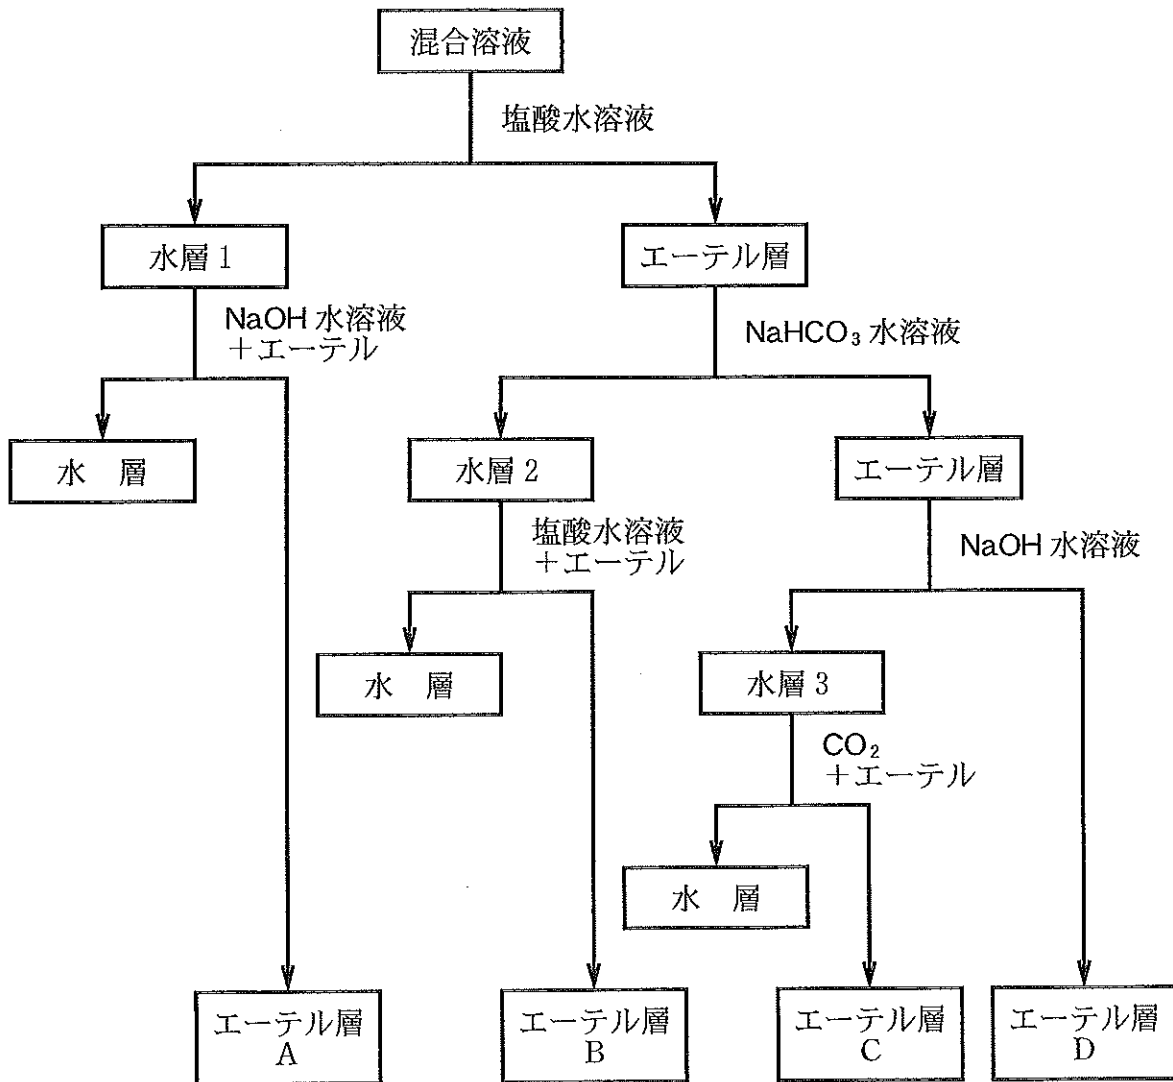 混合溶液
塩酸水溶液
水層1
エーテル層
NaOH 水溶液
＋エーテル
NaHCO₃ 水溶液
水　層
水層2
エーテル層
塩酸水溶液
＋エーテル
NaOH 水溶液
水　層
水層3
CO₂
＋エーテル
水　層
エーテル層
A
エーテル層
B
エーテル層
C
エーテル層
D